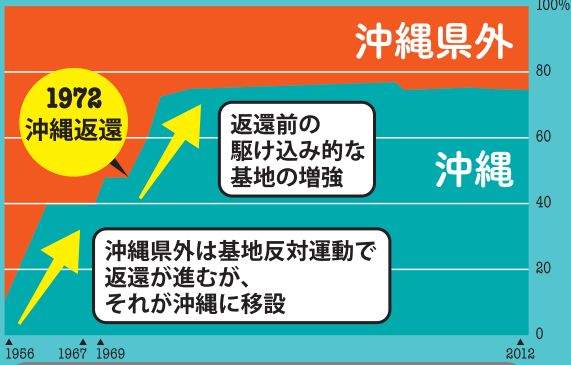 100%
沖縄県外
80
1972
沖縄返還
返還前の
駆け込み的な
基地の増強
60
沖縄
40
沖縄県外は基地反対運動で
返還が進むが、
それが沖縄に移設
20
0
▲ ▲ ▲ ▲
1956 1967 1969 2012